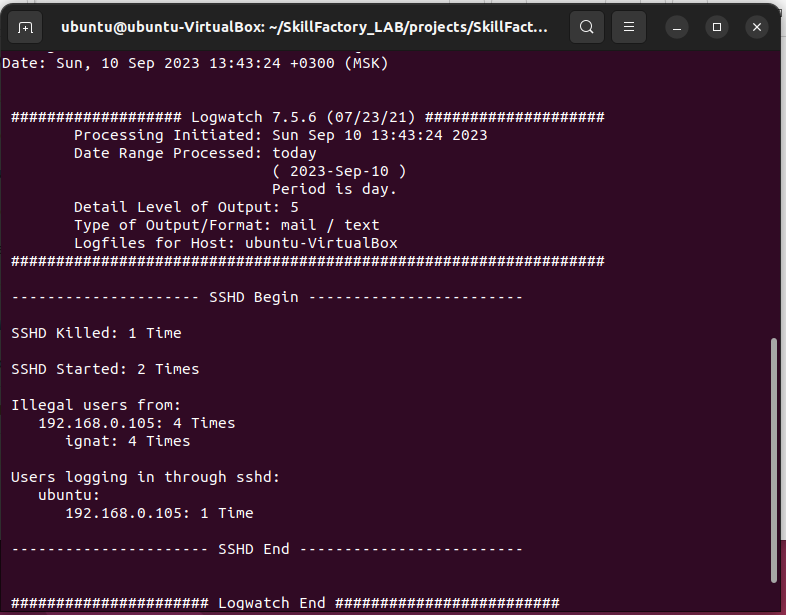 ubuntu@ubuntu-VirtualBox: ~/SkillFactory_LAB/projects/SkillFact...
Date: Sun, 10 Sep 2023 13:43:24 +0300 (MSK)
################### Logwatch 7.5.6 (07/23/21) ####################
Processing Initiated: Sun Sep 10 13:43:24 2023
Date Range Processed: today
( 2023-Sep-10 )
Period is day.
Detail Level of Output: 5
Type of Output/Format: mail / text
Logfiles for Host: ubuntu-VirtualBox
##################################################################
--------------------- SSHD Begin ------------------------
SSHD Killed: 1 Time
SSHD Started: 2 Times
Illegal users from:
192.168.0.105: 4 Times
ignat: 4 Times
Users logging in through sshd:
ubuntu:
192.168.0.105: 1 Time
---------------------- SSHD End -------------------------
###################### Logwatch End #########################